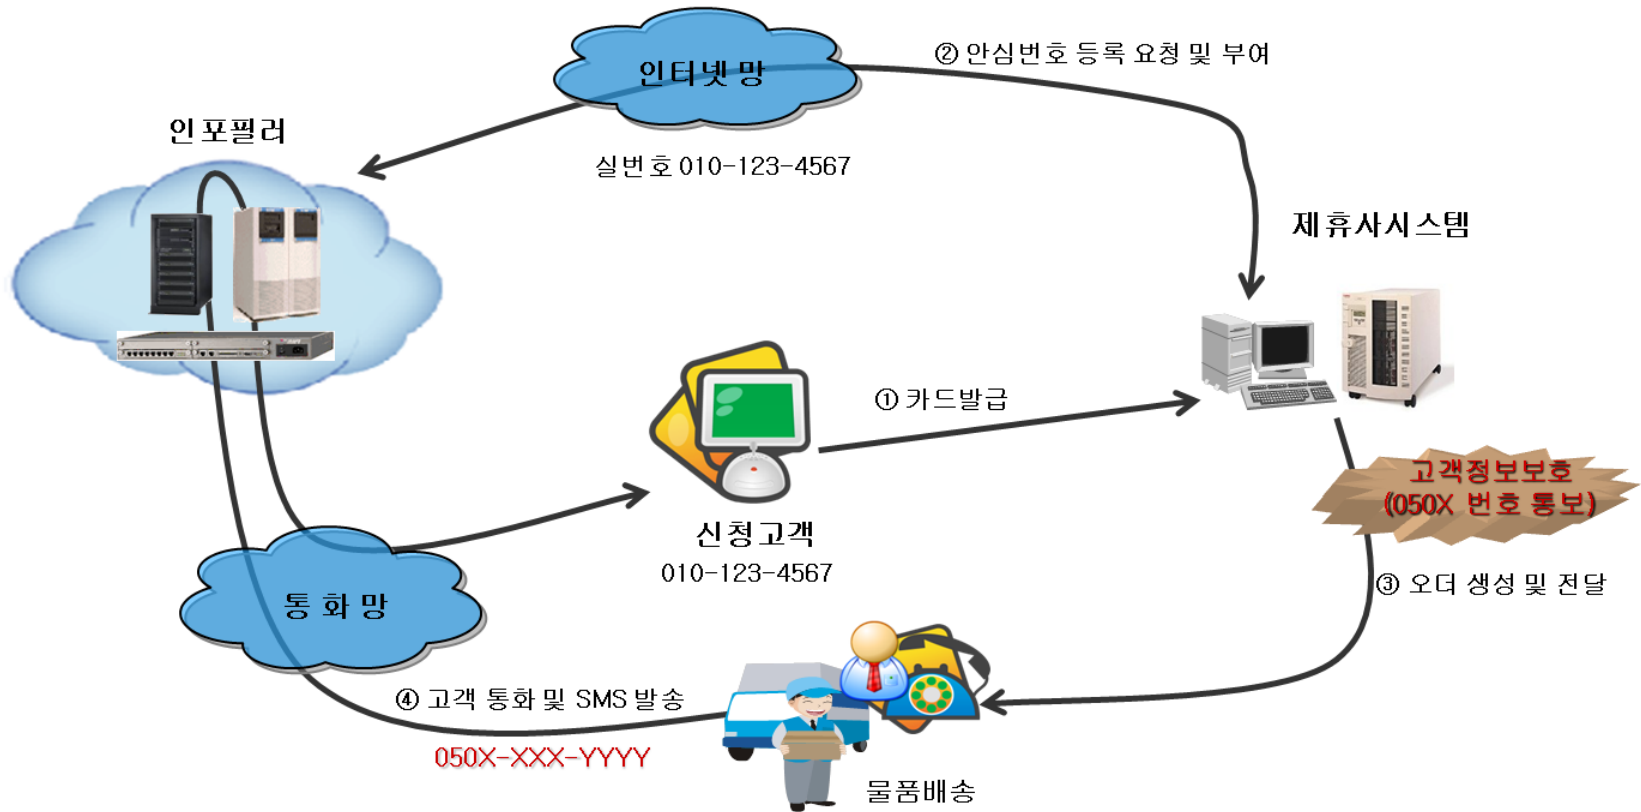 ② 안심번호 등록 요청 및 부여
인터넷 망
인포필러
실번호 010-123-4567
제휴사시스템
① 카드발급
고객정보보호
(050X 번호 통보)
신청고객
010-123-4567
③ 오더 생성 및 전달
통 화 망
④ 고객 통화 및 SMS 발송
050X-XXX-YYYY
물품배송